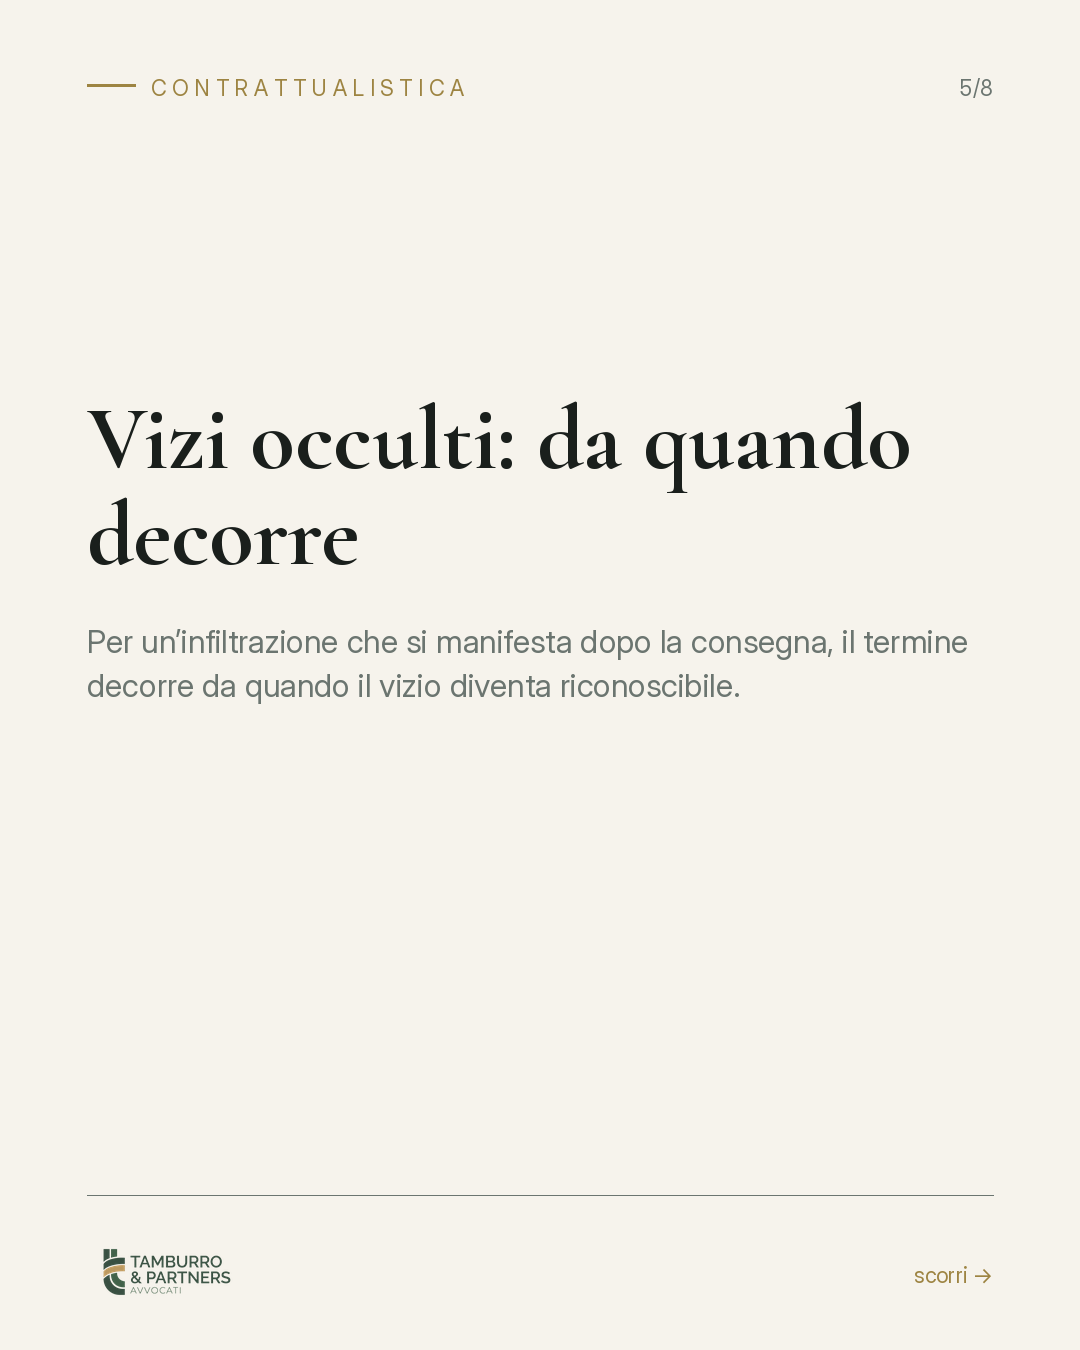 CONTRATTUALISTICA
5/8
Vizi occulti: da quando
decorre
Per un’infiltrazione che si manifesta dopo la consegna, il termine
decorre da quando il vizio diventa riconoscibile.
TAMBURRO
& PARTNERS
AVVOCATI
scorri →